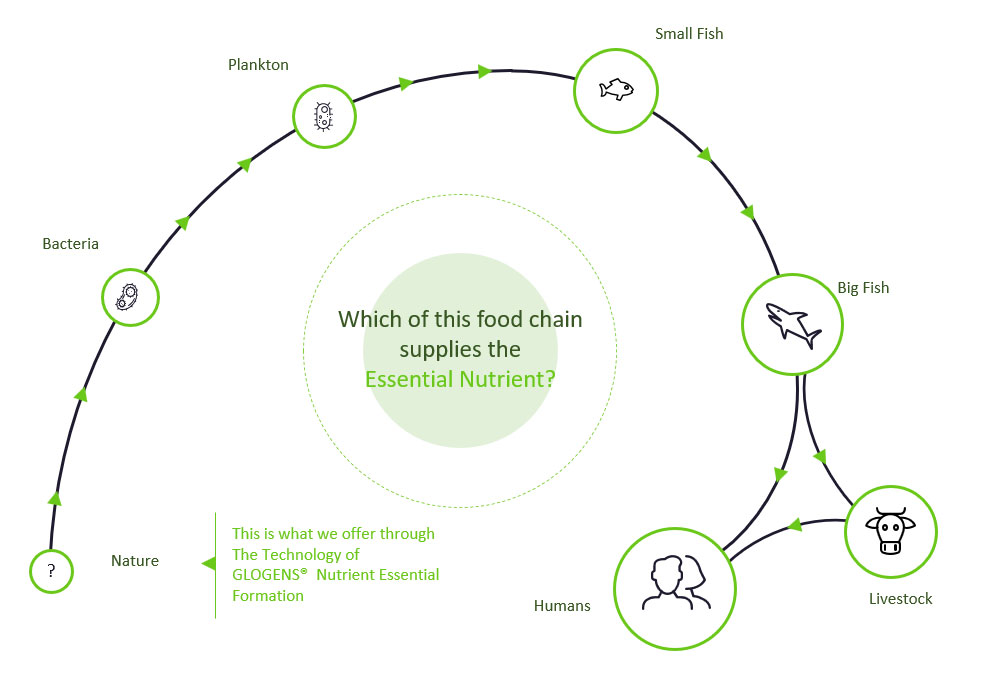 Small Fish
Plankton
Bacteria
Big Fish
Which of this food chain
supplies the
Essential Nutrient?
This is what we offer through
The Technology of
GLOGENS® Nutrient Essential
Formation
Nature
?
Livestock
Humans